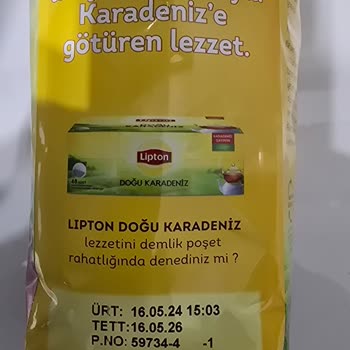 Karadeniz'e
götüren lezzet.
Lipton
DOĞU KARADENİZ
LIPTON DOĞU KARADENİZ
lezzetini demlik poşet
rahatlığında denediniz mi ?
ÜRT: 16.05.24 15:03
TETT:16.05.26
P.NO: 59734-4 -1